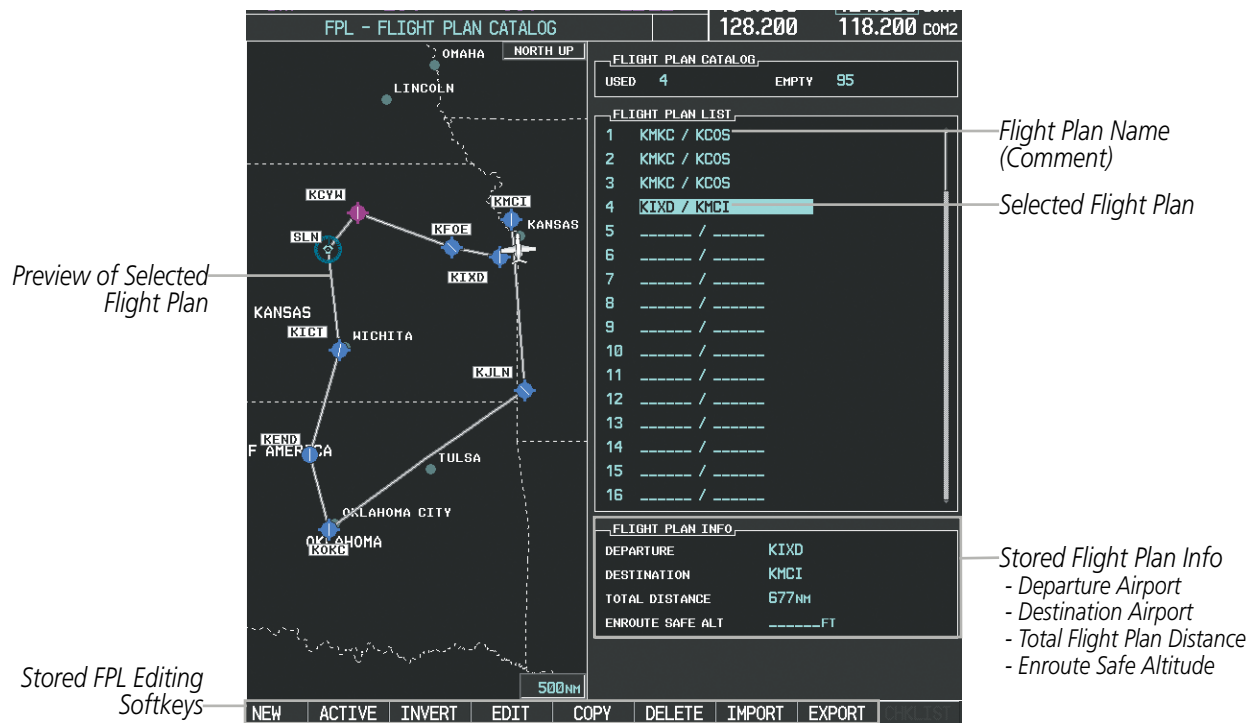 FPL - FLIGHT PLAN CATALOG
128.200
118.200 COM2
OMAHA
NORTH UP
LINCOLN
KCYW
KMCI
KANSAS
KFOE
SLN
KIXD
KANSAS
KICT
WICHITA
KJLN
KEND
F AMERICA
TULSA
OKLAHOMA CITY
OKLAHOMA
KOKC
500NM
FLIGHT PLAN CATALOG
USED 4 EMPTY 95
FLIGHT PLAN LIST
1 KMKC / KCOS
2 KMKC / KCOS
3 KMKC / KCOS
4 KIXD / KMCI
5 ______ / ______
6 ______ / ______
7 ______ / ______
8 ______ / ______
9 ______ / ______
10 ______ / ______
11 ______ / ______
12 ______ / ______
13 ______ / ______
14 ______ / ______
15 ______ / ______
16 ______ / ______
FLIGHT PLAN INFO
DEPARTURE KIXD
DESTINATION KMCI
TOTAL DISTANCE 677NM
ENROUTE SAFE ALT ______FT
NEW ACTIVE INVERT EDIT COPY DELETE IMPORT EXPORT CHKLIST
Preview of Selected
Flight Plan
Stored FPL Editing
Softkeys
Flight Plan Name
(Comment)
Selected Flight Plan
Stored Flight Plan Info
- Departure Airport
- Destination Airport
- Total Flight Plan Distance
- Enroute Safe Altitude